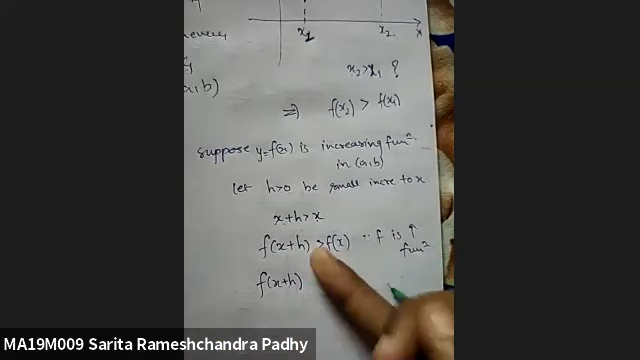 x₁ x₂ x
a,b)
x₂>x₁ ?
⇒ f(x₂) > f(x₁)
suppose y=f(x) is increasing funⁿ
in (a,b)
let h>0 be small incre to x
x+h>x
f(x+h) >f(x) ∵ f is ↑
funⁿ
f(x+h)
MA19M009 Sarita Rameshchandra Padhy